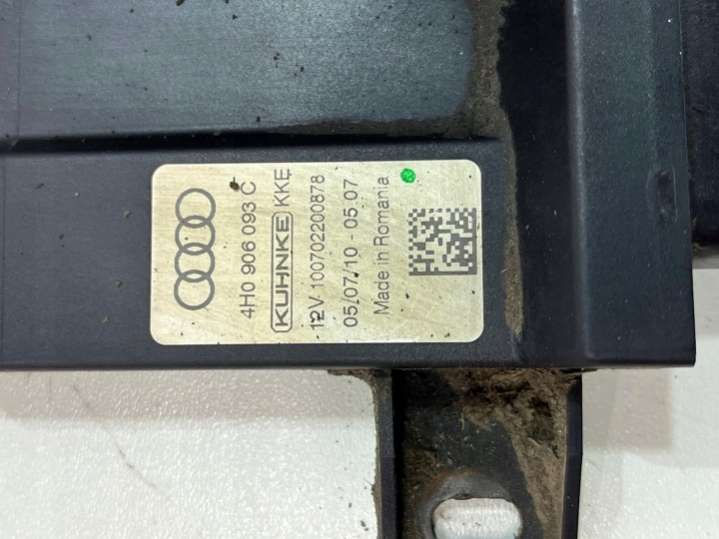 4H0 906 093 C
KUHNKE KKE
12V 100702200878
05/07/10 - 05:07
Made in Romania